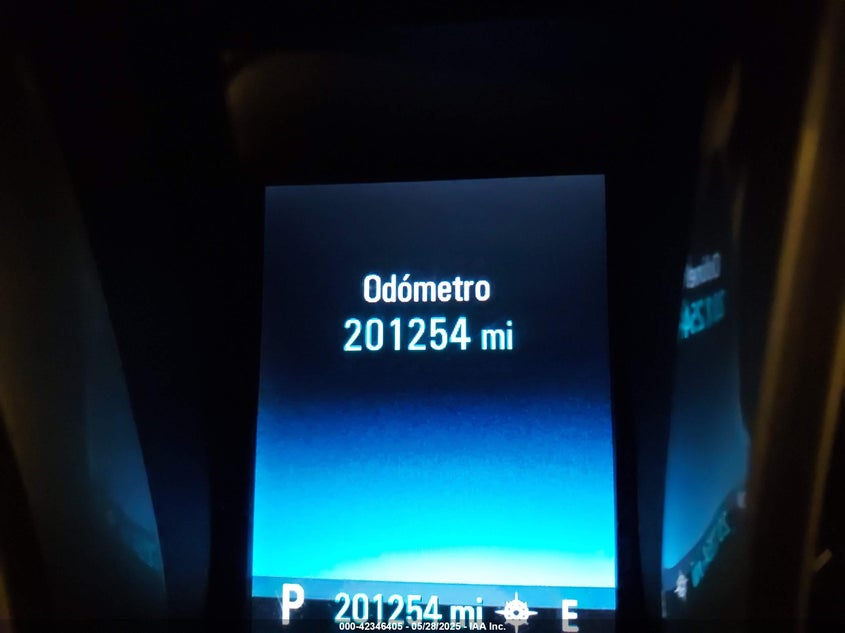 Odómetro
201254 mi
P 201254 mi E
000-42346405 - 05/28/2025 - IAA Inc.